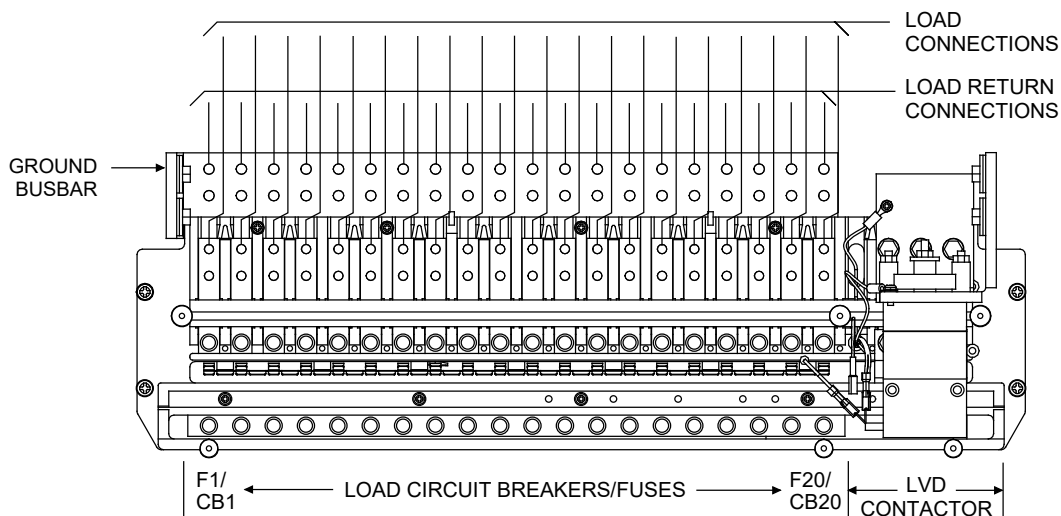 LOAD
CONNECTIONS
LOAD RETURN
CONNECTIONS
GROUND
BUSBAR
F1/
CB1
LOAD CIRCUIT BREAKERS/FUSES
F20/
CB20
LVD
CONTACTOR